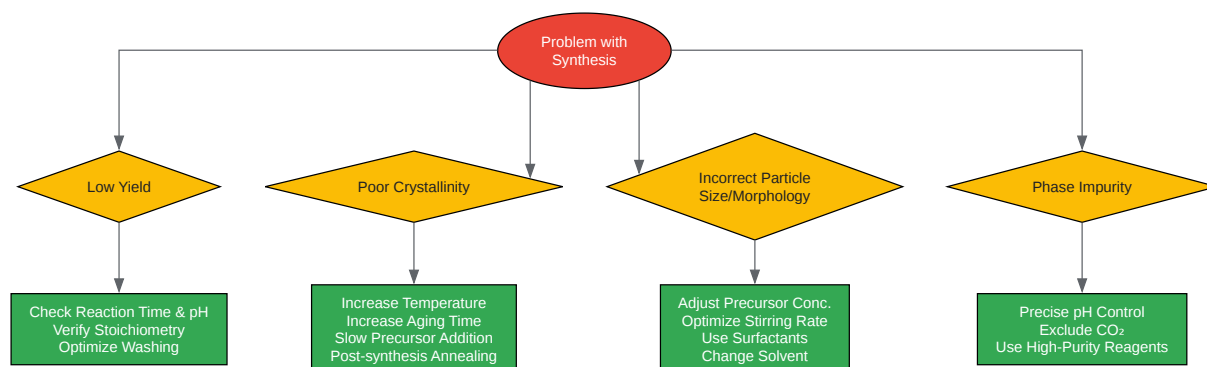 Problem with
Synthesis
Low Yield
Poor Crystallinity
Incorrect Particle
Size/Morphology
Phase Impurity
Check Reaction Time & pH
Verify Stoichiometry
Optimize Washing
Increase Temperature
Increase Aging Time
Slow Precursor Addition
Post-synthesis Annealing
Adjust Precursor Conc.
Optimize Stirring Rate
Use Surfactants
Change Solvent
Precise pH Control
Exclude CO₂
Use High-Purity Reagents